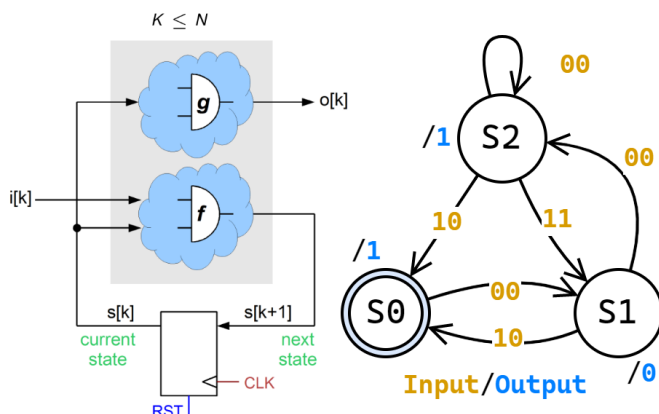 K ≤ N
g
o[k]
i[k]
f
s[k]
s[k+1]
current
state
next
state
CLK
RST
00
/1
S2
00
10
11
/1
S0
00
S1
10
/0
Input/Output